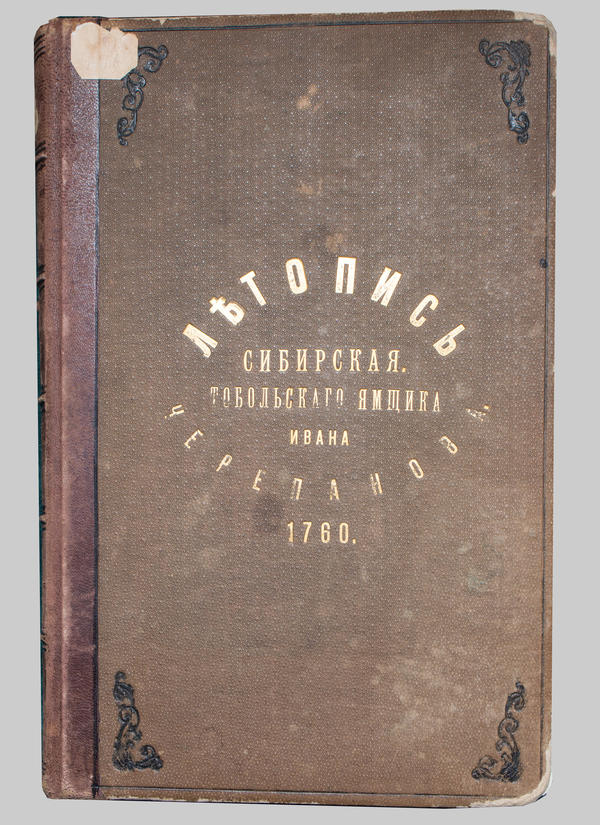 ЛѢТОПИСЬ
СИБИРСКАЯ.
ТОБОЛЬСКАГО ЯМЩИКА
ИВАНА
ЧЕРЕПАНОВА.
1760.